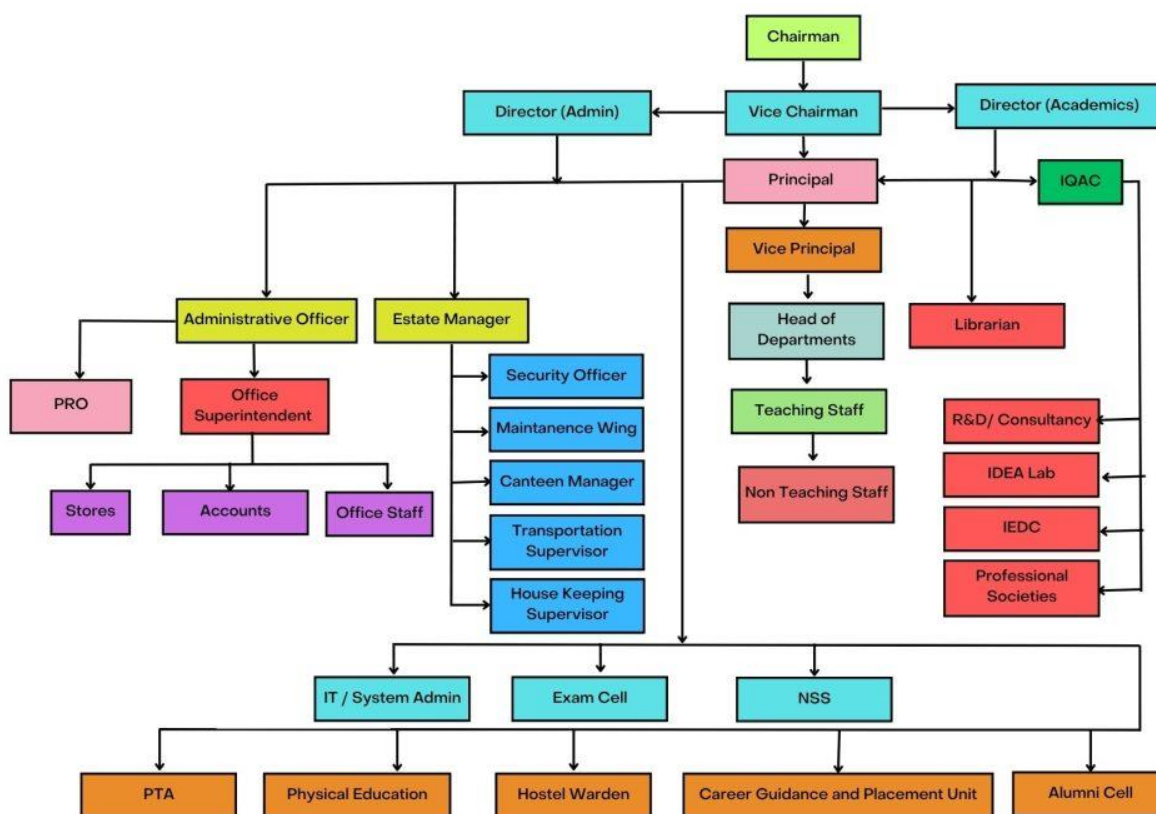 Chairman
Director (Admin)
Vice Chairman
Director (Academics)
Principal
IQAC
Vice Principal
Administrative Officer
Estate Manager
Head of
Departments
Librarian
PRO
Office
Superintendent
Security Officer
Teaching Staff
R&D/ Consultancy
Maintanence Wing
IDEA Lab
Canteen Manager
Non Teaching Staff
Stores
Accounts
Office Staff
IEDC
Transportation
Supervisor
Professional
Societies
House Keeping
Supervisor
IT / System Admin
Exam Cell
NSS
PTA
Physical Education
Hostel Warden
Career Guidance and Placement Unit
Alumni Cell